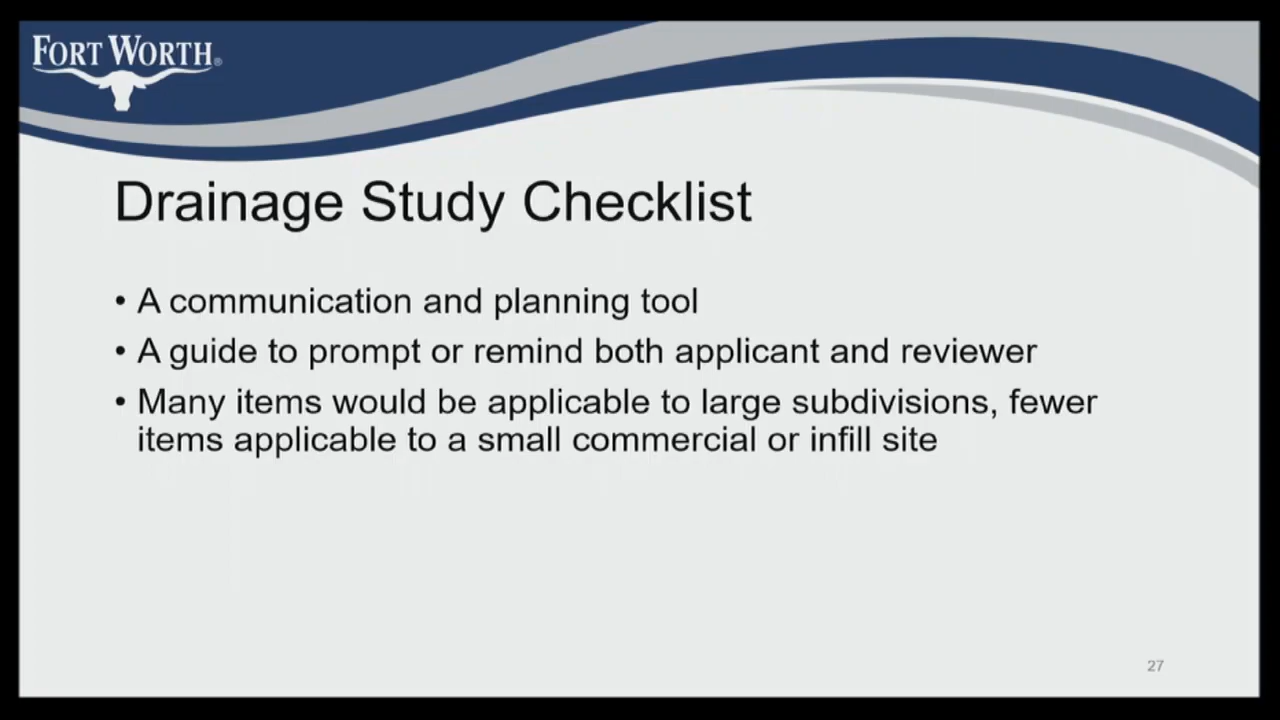 FORT WORTH®
Drainage Study Checklist
• A communication and planning tool
• A guide to prompt or remind both applicant and reviewer
• Many items would be applicable to large subdivisions, fewer
items applicable to a small commercial or infill site
27